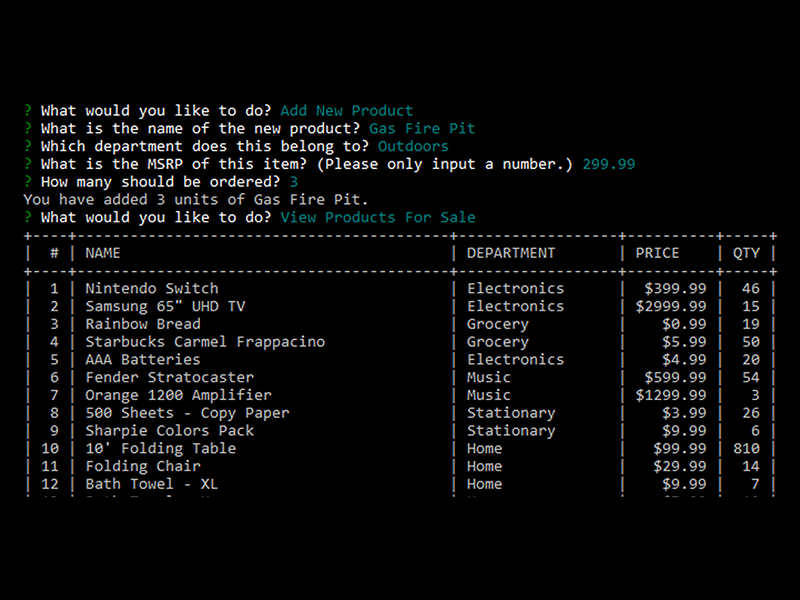 ? What would you like to do? Add New Product
? What is the name of the new product? Gas Fire Pit
? Which department does this belong to? Outdoors
? What is the MSRP of this item? (Please only input a number.) 299.99
? How many should be ordered? 3
You have added 3 units of Gas Fire Pit.
? What would you like to do? View Products For Sale
| # | NAME | DEPARTMENT | PRICE | QTY |
| 1 | Nintendo Switch | Electronics | $399.99 | 46 |
| 2 | Samsung 65" UHD TV | Electronics | $2999.99 | 15 |
| 3 | Rainbow Bread | Grocery | $0.99 | 19 |
| 4 | Starbucks Carmel Frappacino | Grocery | $5.99 | 50 |
| 5 | AAA Batteries | Electronics | $4.99 | 20 |
| 6 | Fender Stratocaster | Music | $599.99 | 54 |
| 7 | Orange 1200 Amplifier | Music | $1299.99 | 3 |
| 8 | 500 Sheets - Copy Paper | Stationary | $3.99 | 26 |
| 9 | Sharpie Colors Pack | Stationary | $9.99 | 6 |
| 10 | 10' Folding Table | Home | $99.99 | 810 |
| 11 | Folding Chair | Home | $29.99 | 14 |
| 12 | Bath Towel - XL | Home | $9.99 | 7 |